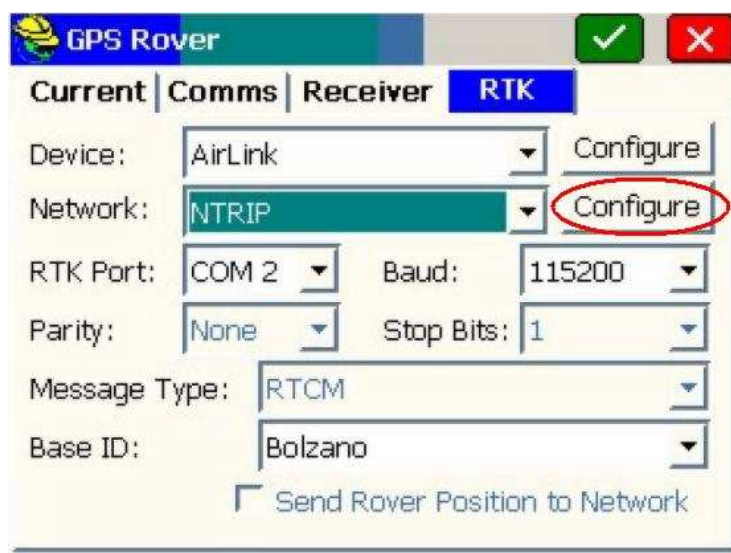 GPS Rover
Current Comms Receiver RTK
Device: AirLink Configure
Network: NTRIP Configure
RTK Port: COM 2 Baud: 115200
Parity: None Stop Bits: 1
Message Type: RTCM
Base ID: Bolzano
Send Rover Position to Network